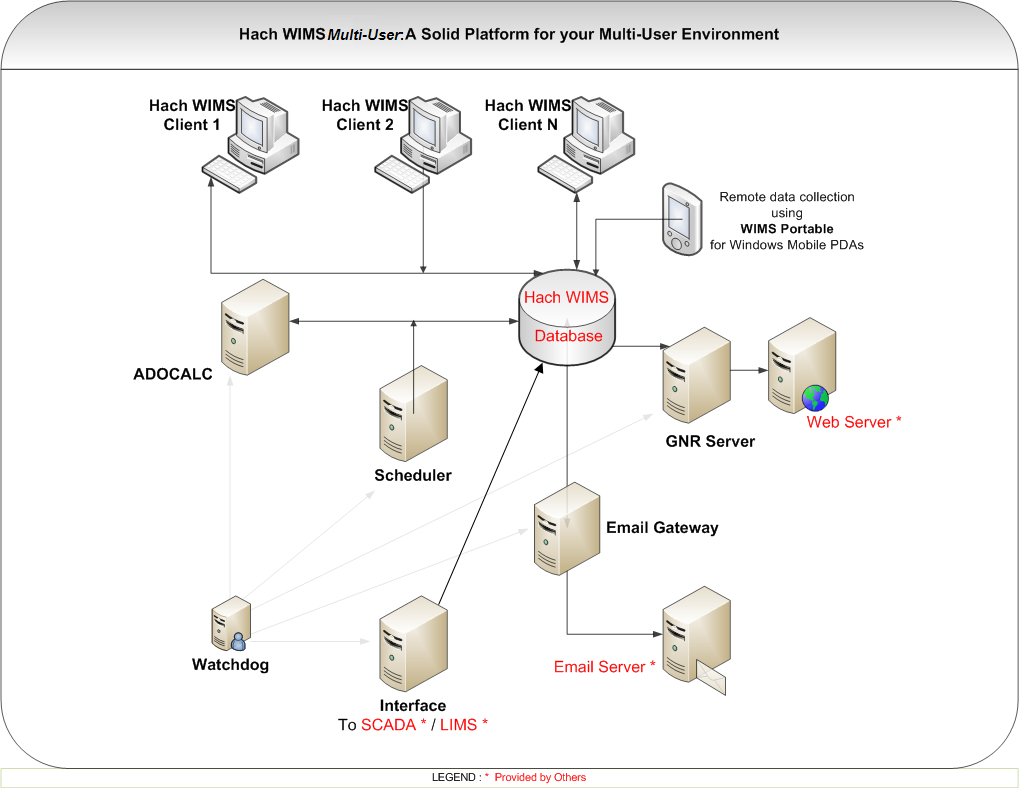 Hach WIMS Multi-User: A Solid Platform for your Multi-User Environment
Hach WIMS
Client 1
Hach WIMS
Client 2
Hach WIMS
Client N
Remote data collection
using
WIMS Portable
for Windows Mobile PDAs
Hach WIMS
Database
ADOCALC
Scheduler
GNR Server
Web Server *
Email Gateway
Watchdog
Email Server *
Interface
To SCADA * / LIMS *
LEGEND : * Provided by Others